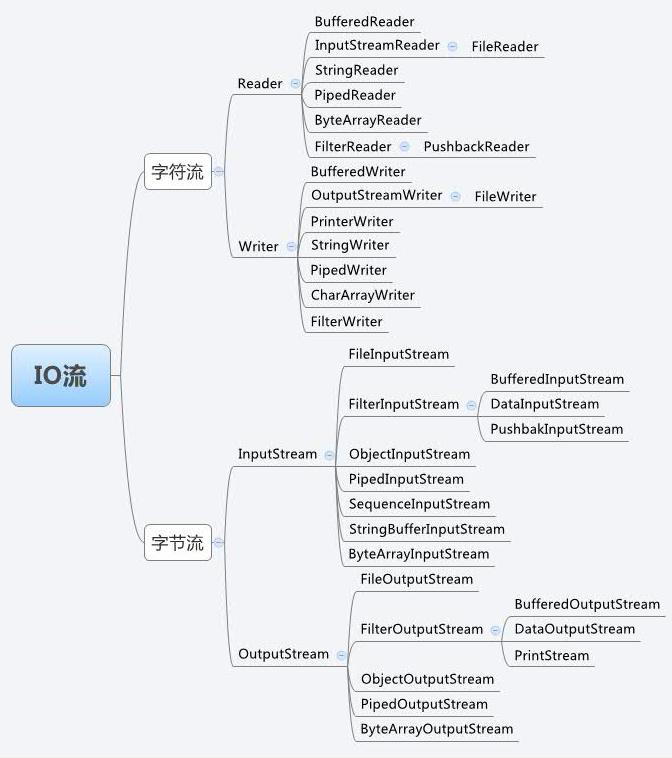 IO流
字符流
Reader
BufferedReader
InputStreamReader
FileReader
StringReader
PipedReader
ByteArrayReader
FilterReader
PushbackReader
Writer
BufferedWriter
OutputStreamWriter
FileWriter
PrinterWriter
StringWriter
PipedWriter
CharArrayWriter
FilterWriter
字节流
InputStream
FileInputStream
FilterInputStream
BufferedInputStream
DataInputStream
PushbakInputStream
ObjectInputStream
PipedInputStream
SequenceInputStream
StringBufferInputStream
ByteArrayInputStream
OutputStream
FileOutputStream
FilterOutputStream
BufferedOutputStream
DataOutputStream
PrintStream
ObjectOutputStream
PipedOutputStream
ByteArrayOutputStream